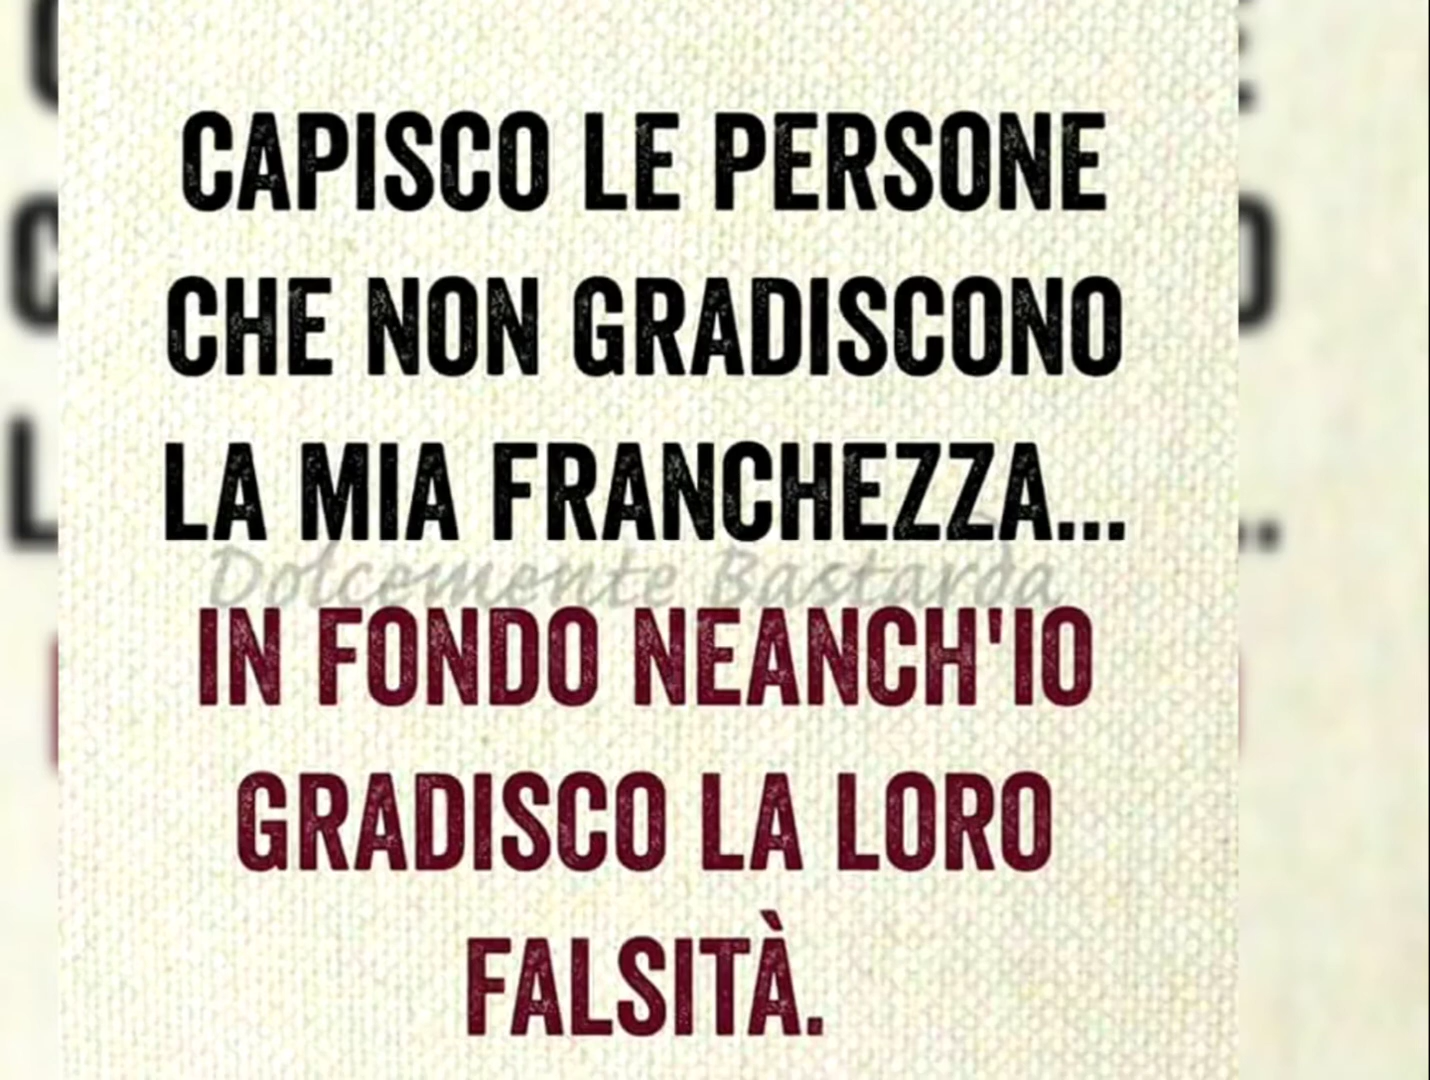 CAPISCO LE PERSONE
CHE NON GRADISCONO
LA MIA FRANCHEZZA...
Dolcemente Bastarda
IN FONDO NEANCH'IO
GRADISCO LA LORO
FALSITÀ.